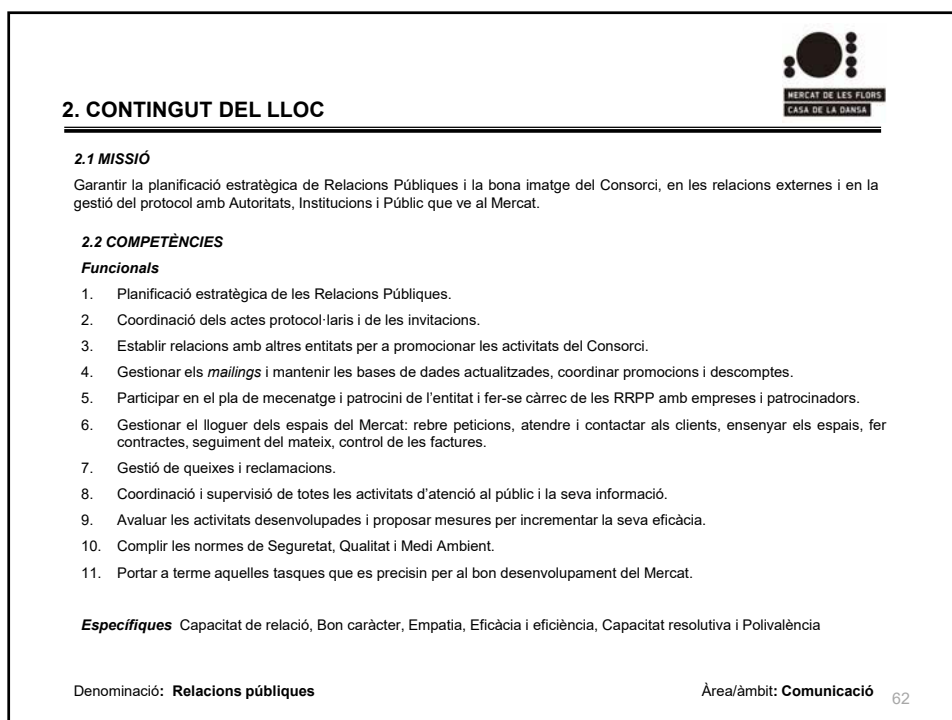 MERCAT DE LES FLORS
CASA DE LA DANSA
2. CONTINGUT DEL LLOC
2.1 MISSIÓ
Garantir la planificació estratègica de Relacions Públiques i la bona imatge del Consorci, en les relacions externes i en la
gestió del protocol amb Autoritats, Institucions i Públic que ve al Mercat.
2.2 COMPETÈNCIES
Funcionals
1. Planificació estratègica de les Relacions Públiques.
2. Coordinació dels actes protocol·laris i de les invitacions.
3. Establir relacions amb altres entitats per a promocionar les activitats del Consorci.
4. Gestionar els mailings i mantenir les bases de dades actualitzades, coordinar promocions i descomptes.
5. Participar en el pla de mecenatge i patrocini de l'entitat i fer-se càrrec de les RRPP amb empreses i patrocinadors.
6. Gestionar el lloguer dels espais del Mercat: rebre peticions, atendre i contactar als clients, ensenyar els espais, fer
contractes, seguiment del mateix, control de les factures.
7. Gestió de queixes i reclamacions.
8. Coordinació i supervisió de totes les activitats d'atenció al públic i la seva informació.
9. Avaluar les activitats desenvolupades i proposar mesures per incrementar la seva eficàcia.
10. Complir les normes de Seguretat, Qualitat i Medi Ambient.
11. Portar a terme aquelles tasques que es precisin per al bon desenvolupament del Mercat.
Específiques Capacitat de relació, Bon caràcter, Empatia, Eficàcia i eficiència, Capacitat resolutiva i Polivalència
Denominació: Relacions públiques Àrea/àmbit: Comunicació 62